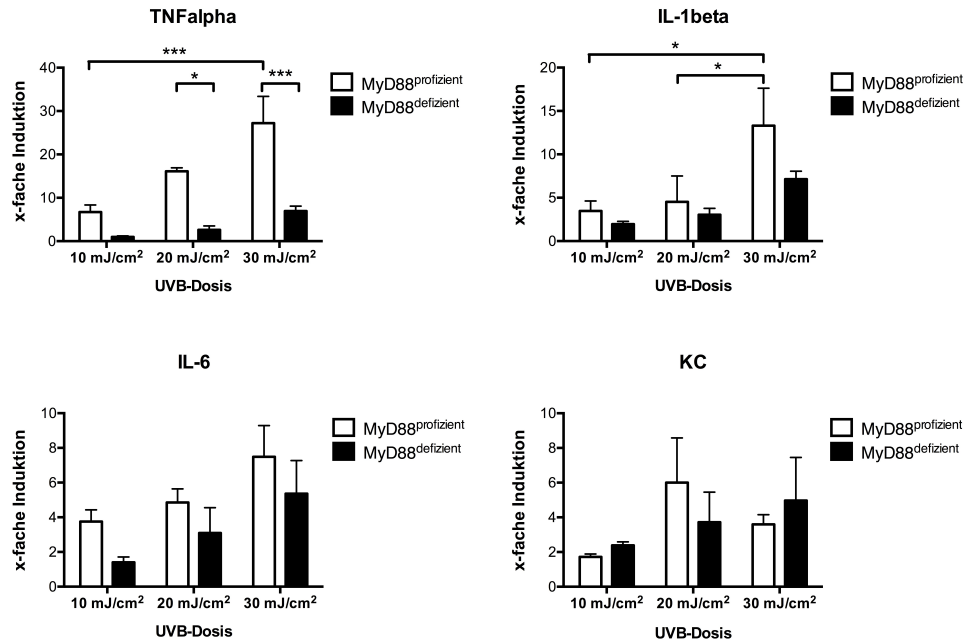 TNFalpha
***
*
***
40
30
20
10
0
x-fache Induktion
10 mJ/cm² 20 mJ/cm² 30 mJ/cm²
UVB-Dosis
MyD88profizient
MyD88defizient
IL-1beta
*
*
20
15
10
5
0
x-fache Induktion
10 mJ/cm² 20 mJ/cm² 30 mJ/cm²
UVB-Dosis
MyD88profizient
MyD88defizient
IL-6
10
8
6
4
2
0
x-fache Induktion
10 mJ/cm² 20 mJ/cm² 30 mJ/cm²
UVB-Dosis
MyD88profizient
MyD88defizient
KC
10
8
6
4
2
0
x-fache Induktion
10 mJ/cm² 20 mJ/cm² 30 mJ/cm²
UVB-Dosis
MyD88profizient
MyD88defizient